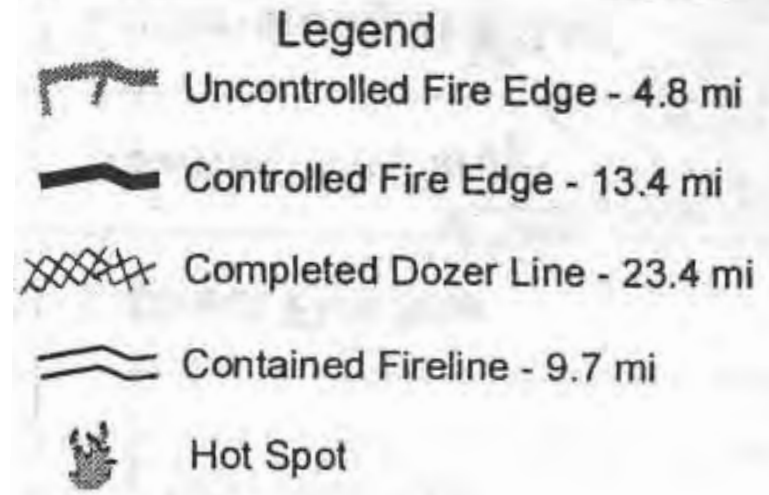 Legend
Uncontrolled Fire Edge - 4.8 mi
Controlled Fire Edge - 13.4 mi
Completed Dozer Line - 23.4 mi
Contained Fireline - 9.7 mi
Hot Spot